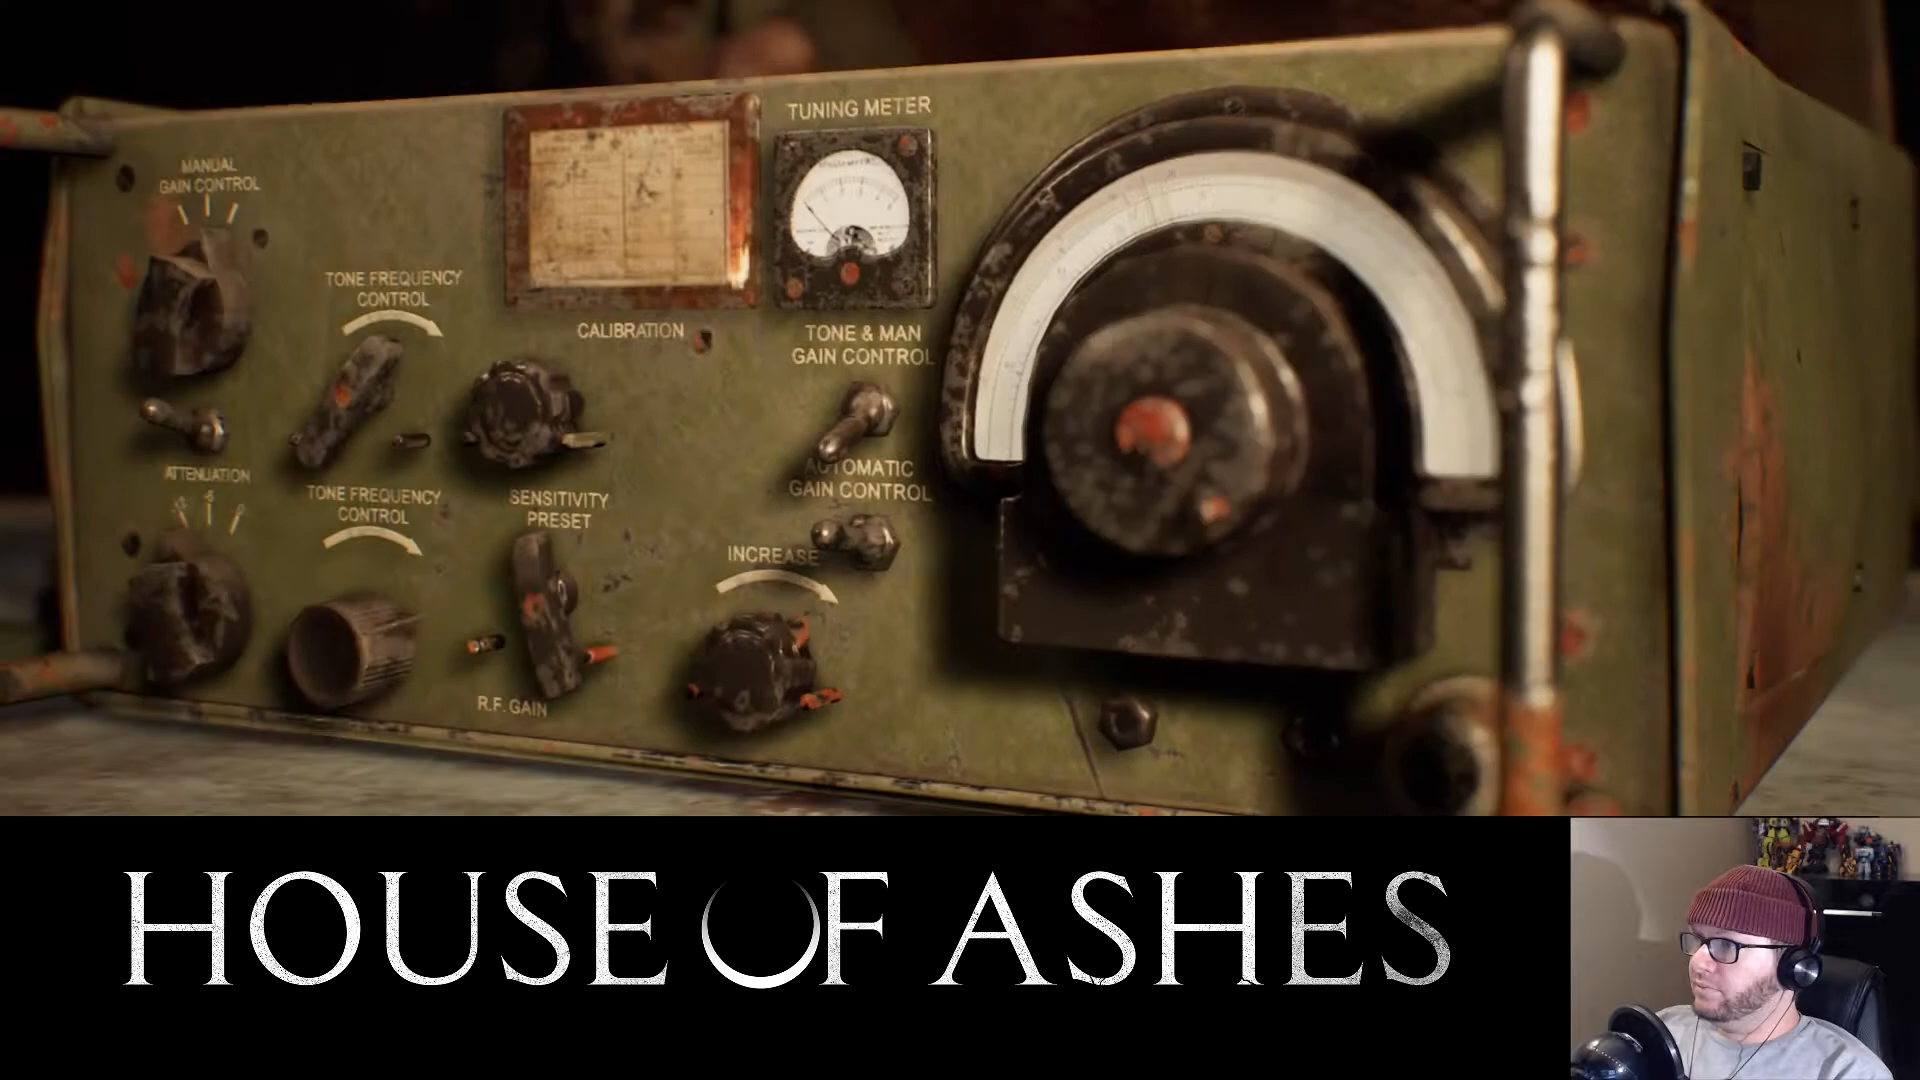 TUNING METER
MANUAL
GAIN CONTROL
TONE FREQUENCY
CONTROL
CALIBRATION
TONE & MAN
GAIN CONTROL
ATTENUATION
AUTOMATIC
GAIN CONTROL
TONE FREQUENCY
CONTROL
SENSITIVITY
PRESET
INCREASE
R.F. GAIN
HOUSE OF ASHES